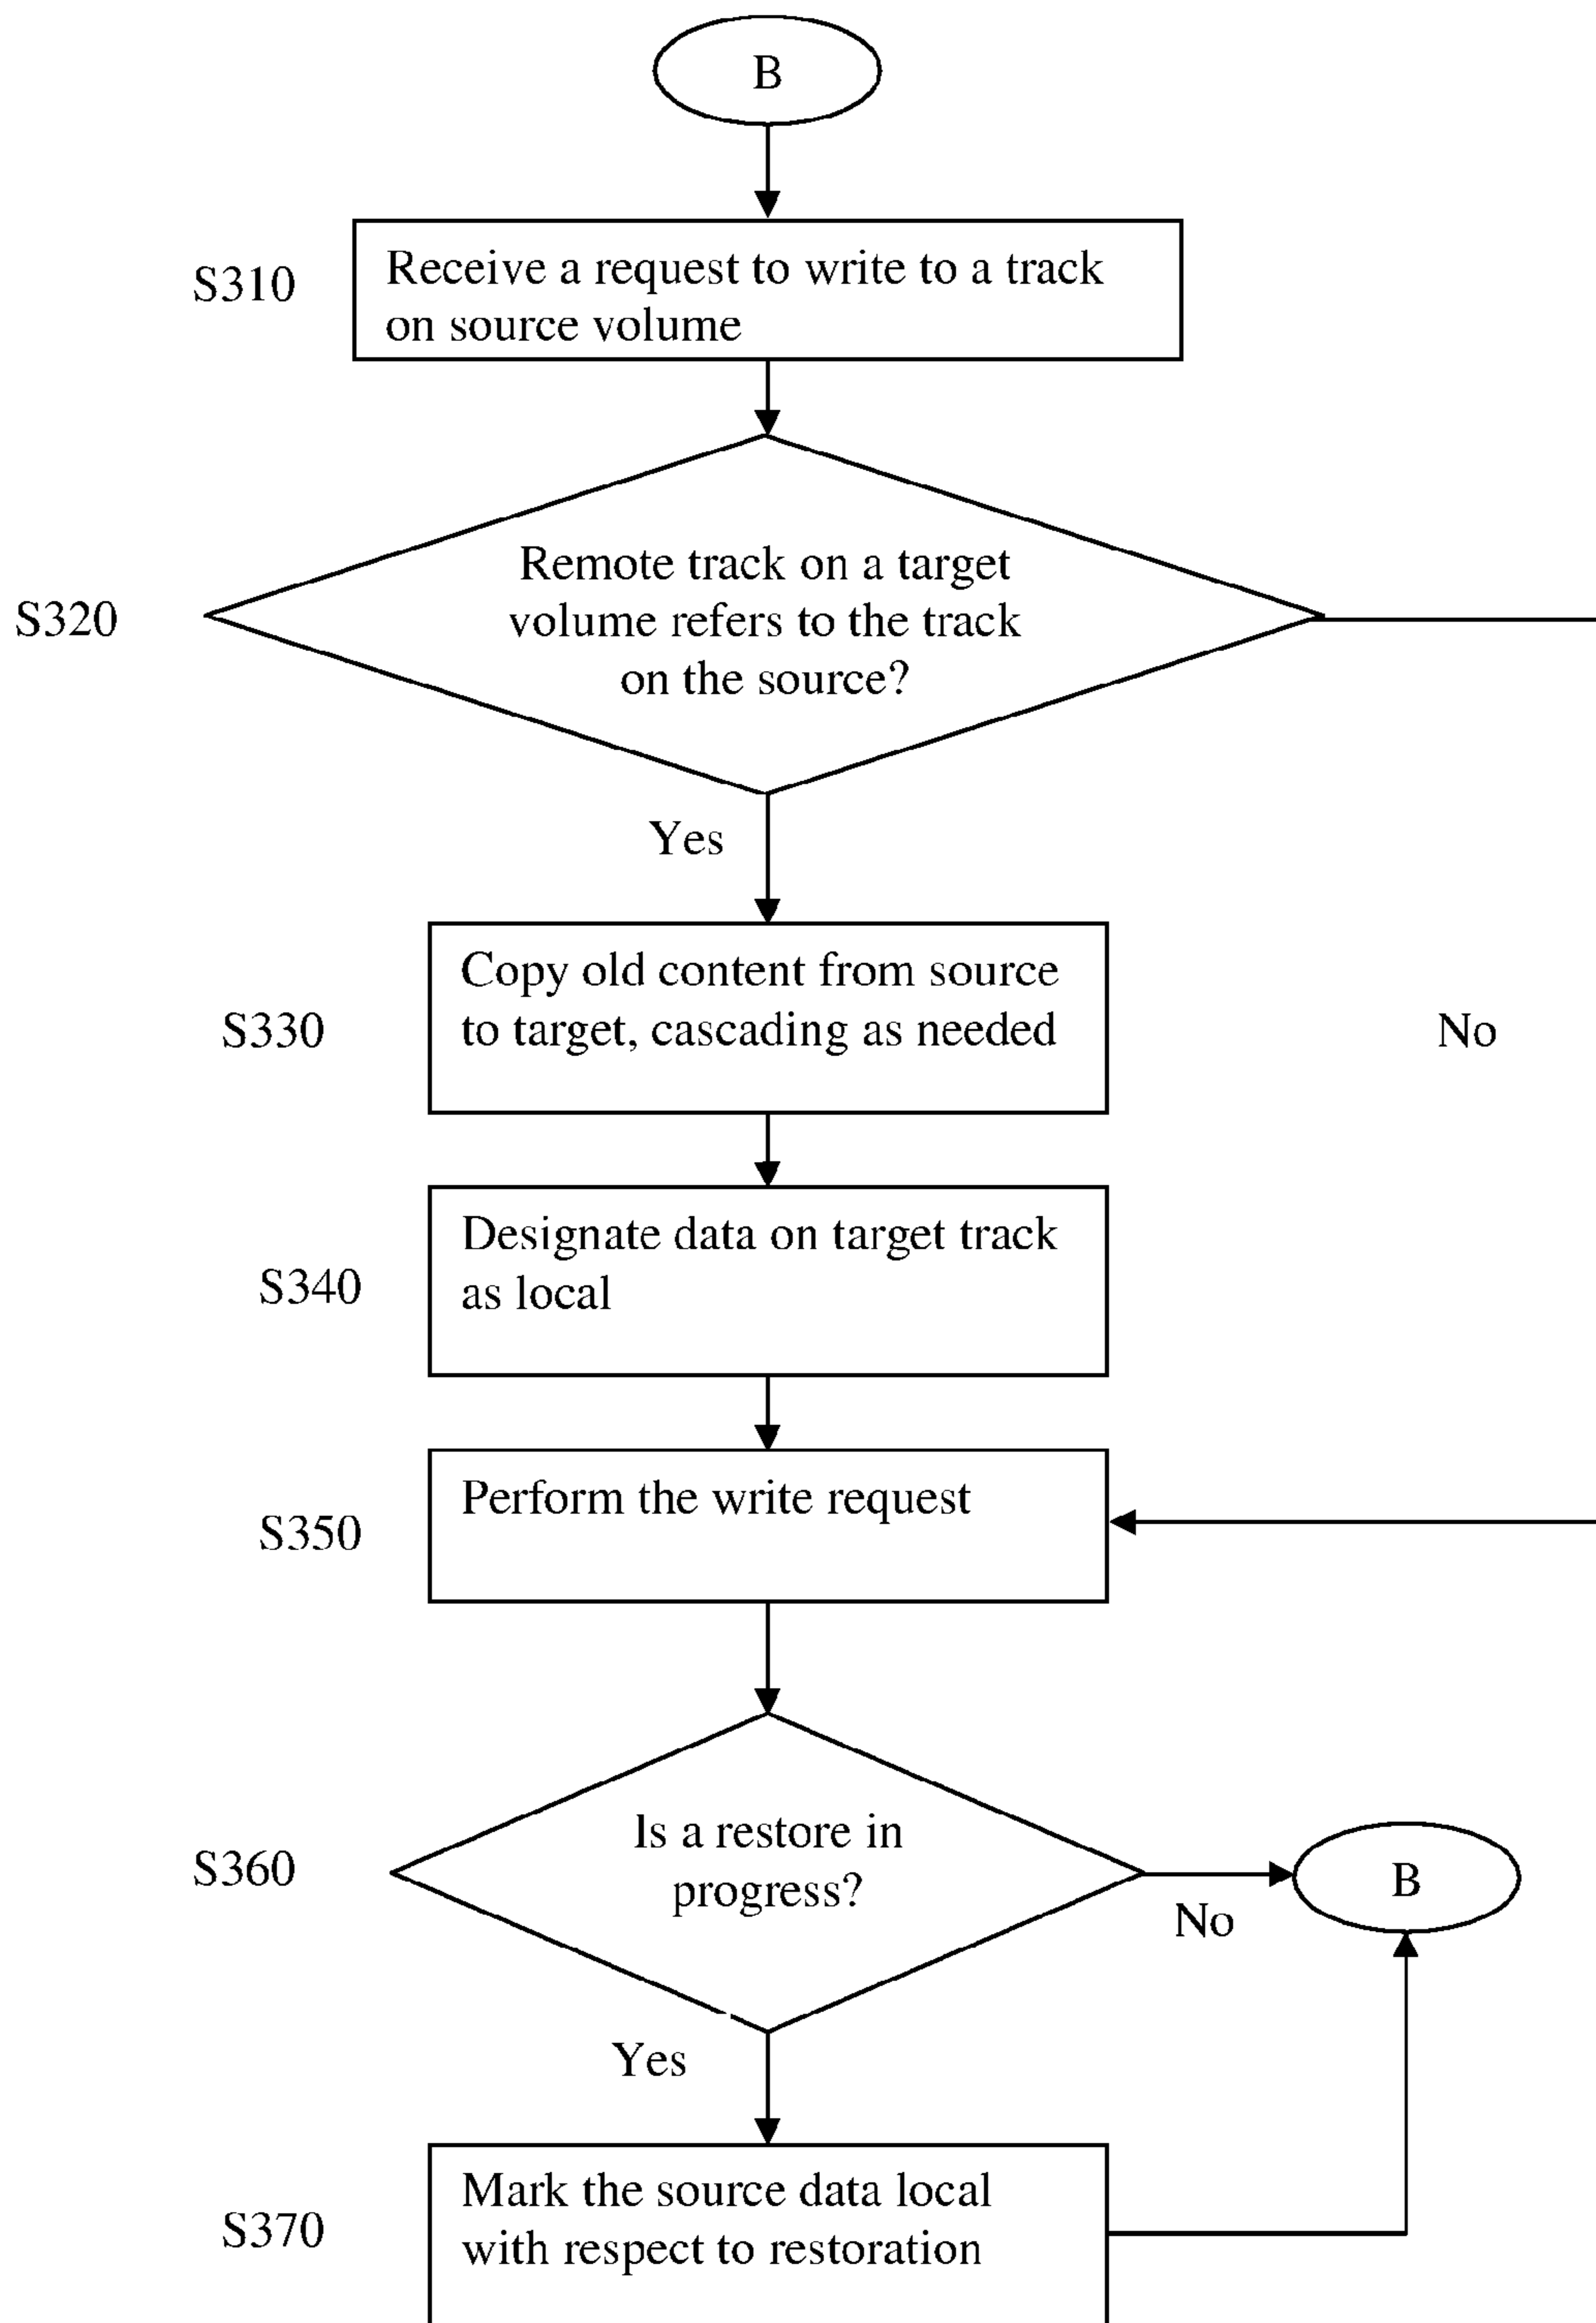 B
S310
Receive a request to write to a track
on source volume
S320
Remote track on a target
volume refers to the track
on the source?
Yes
S330
Copy old content from source
to target, cascading as needed
No
S340
Designate data on target track
as local
S350
Perform the write request
S360
Is a restore in
progress?
B
No
Yes
S370
Mark the source data local
with respect to restoration